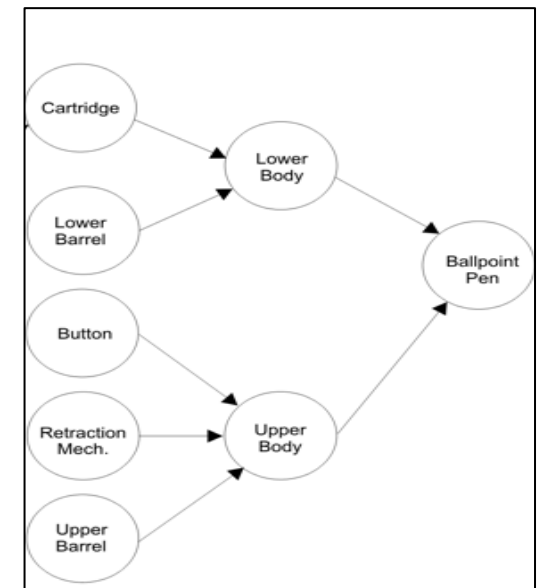 Cartridge
Lower
Body
Lower
Barrel
Ballpoint
Pen
Button
Retraction
Mech.
Upper
Body
Upper
Barrel